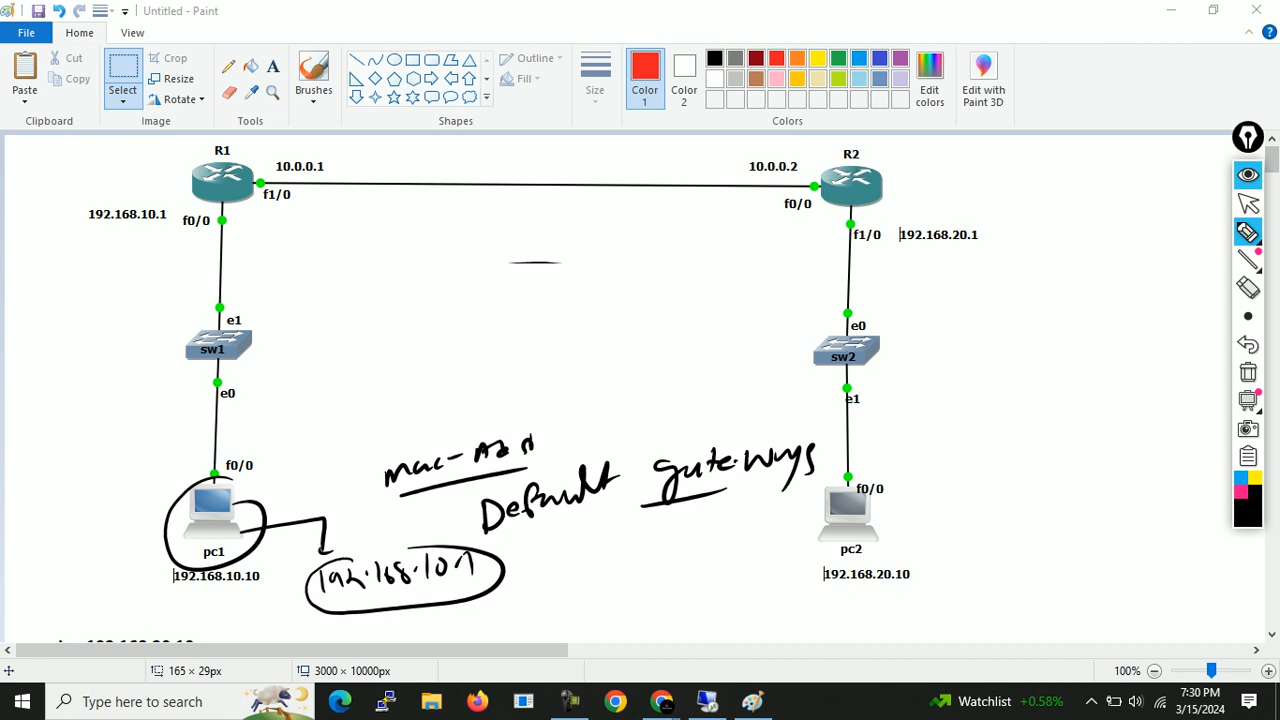 Untitled - Paint
File Home View
Paste Cut Copy
Clipboard
Select Crop Resize Rotate
Image
Tools
Brushes
Outline Fill
Shapes
Size
Color 1 Color 2
Edit colors
Colors
Edit with Paint 3D
R1
10.0.0.1
10.0.0.2
R2
f1/0
f0/0
192.168.10.1
f0/0
f1/0
192.168.20.1
e1
e0
sw1
sw2
e0
e1
f0/0
f0/0
mac-
Default gateways
pc1
pc2
192.168.10.10
192.168.10.1
192.168.20.10
165 × 29px
3000 × 10000px
100%
Type here to search
Watchlist +0.58%
7:30 PM
3/15/2024